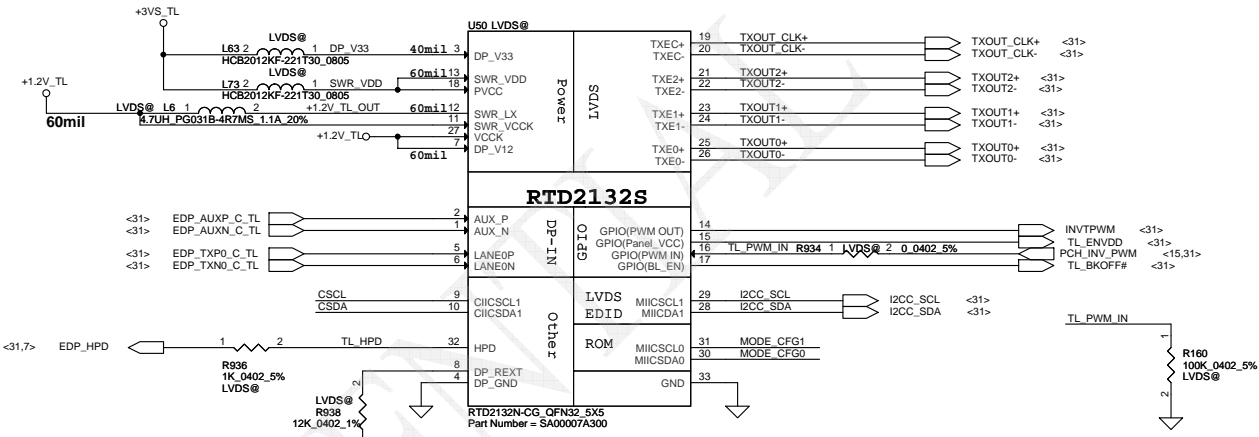 +3VS_TL
U50 LVDS@
LVDS@
L63 2 1 DP_V33 40mil 3 DP_V33
HCB2012KF-221T30_0805
LVDS@
L73 2 1 SWR_VDD 60mil 13 SWR_VDD
18 PVCC
HCB2012KF-221T30_0805
+1.2V_TL
60mil
LVDS@ L6 1 2 +1.2V_TL_OUT 60mil 12 SWR_LX
4.7UH_PG031B-4R7MS_1.1A_20% 11 SWR_VCCK
+1.2V_TL 27 VCCK
60mil 7 DP_V12
Power
LVDS
TXEC+ 19 TXOUT_CLK+ TXOUT_CLK+ <31>
TXEC- 20 TXOUT_CLK- TXOUT_CLK- <31>
TXE2+ 21 TXOUT2+ TXOUT2+ <31>
TXE2- 22 TXOUT2- TXOUT2- <31>
TXE1+ 23 TXOUT1+ TXOUT1+ <31>
TXE1- 24 TXOUT1- TXOUT1- <31>
TXE0+ 25 TXOUT0+ TXOUT0+ <31>
TXE0- 26 TXOUT0- TXOUT0- <31>
RTD2132S
<31> EDP_AUXP_C_TL 2 AUX_P
<31> EDP_AUXN_C_TL 1 AUX_N
<31> EDP_TXP0_C_TL 5 LANE0P
<31> EDP_TXN0_C_TL 6 LANE0N
DP-IN
GPIO
GPIO(PWM OUT) 14 INVTPWM <31>
GPIO(Panel_VCC) 15 TL_ENVDD <31>
GPIO(PWM IN) 16 TL_PWM_IN R934 1 LVDS@ 2 0_0402_5% PCH_INV_PWM <15,31>
GPIO(BL_EN) 17 TL_BKOFF# <31>
CSCL 9 CIICSCL1
CSDA 10 CIICSDA1
Other
LVDS
EDID
MIICSCL1 29 I2CC_SCL I2CC_SCL <31>
MIICDA1 28 I2CC_SDA I2CC_SDA <31>
<31,7> EDP_HPD 1 2 TL_HPD 32 HPD
R936
1K_0402_5%
LVDS@
ROM
MIICSCL0 31 MODE_CFG1
MIICSDA0 30 MODE_CFG0
8 DP_REXT
4 DP_GND
GND 33
2
LVDS@
R938
12K_0402_1%
RTD2132N-CG_QFN32_5X5
Part Number = SA00007A300
TL_PWM_IN
1
R160
100K_0402_5%
LVDS@
2